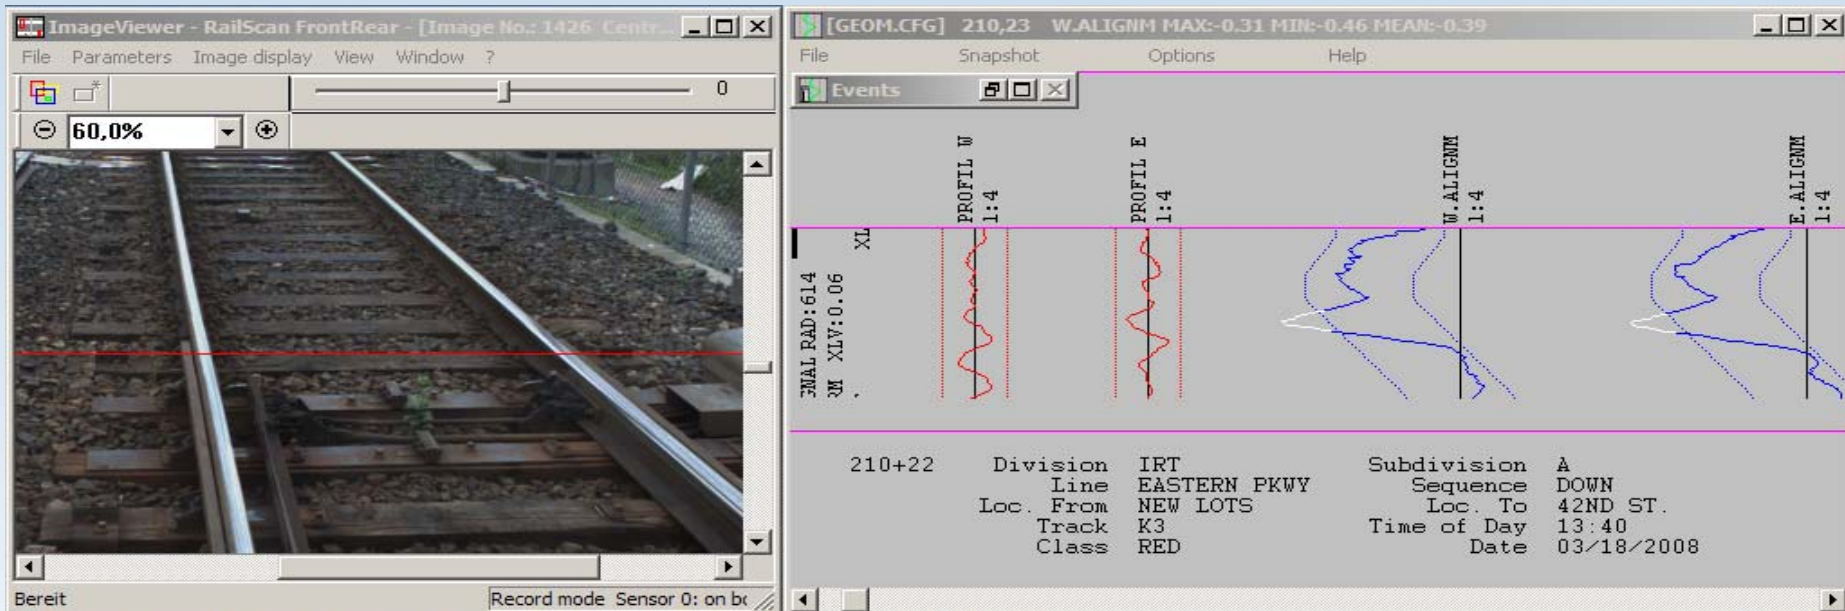 ImageViewer - RailScan FrontRear - [Image No.: 1426 Centr...
File Parameters Image display View Window ?
0
60,0%
Bereit
Record mode Sensor 0: on
[GEOM.CFG] 210,23 W.ALIGNM MAX:-0.31 MIN:-0.46 MEAN:-0.39
File Snapshot Options Help
Events
PROFIL W
1:4
PROFIL E
1:4
W.ALIGNM
1:4
E.ALIGNM
1:4
XL
RAD:614
XLV:0.06
.
210+22 Division IRT Subdivision A
Line EASTERN PKWY Sequence DOWN
Loc. From NEW LOTS Loc. To 42ND ST.
Track K3 Time of Day 13:40
Class RED Date 03/18/2008